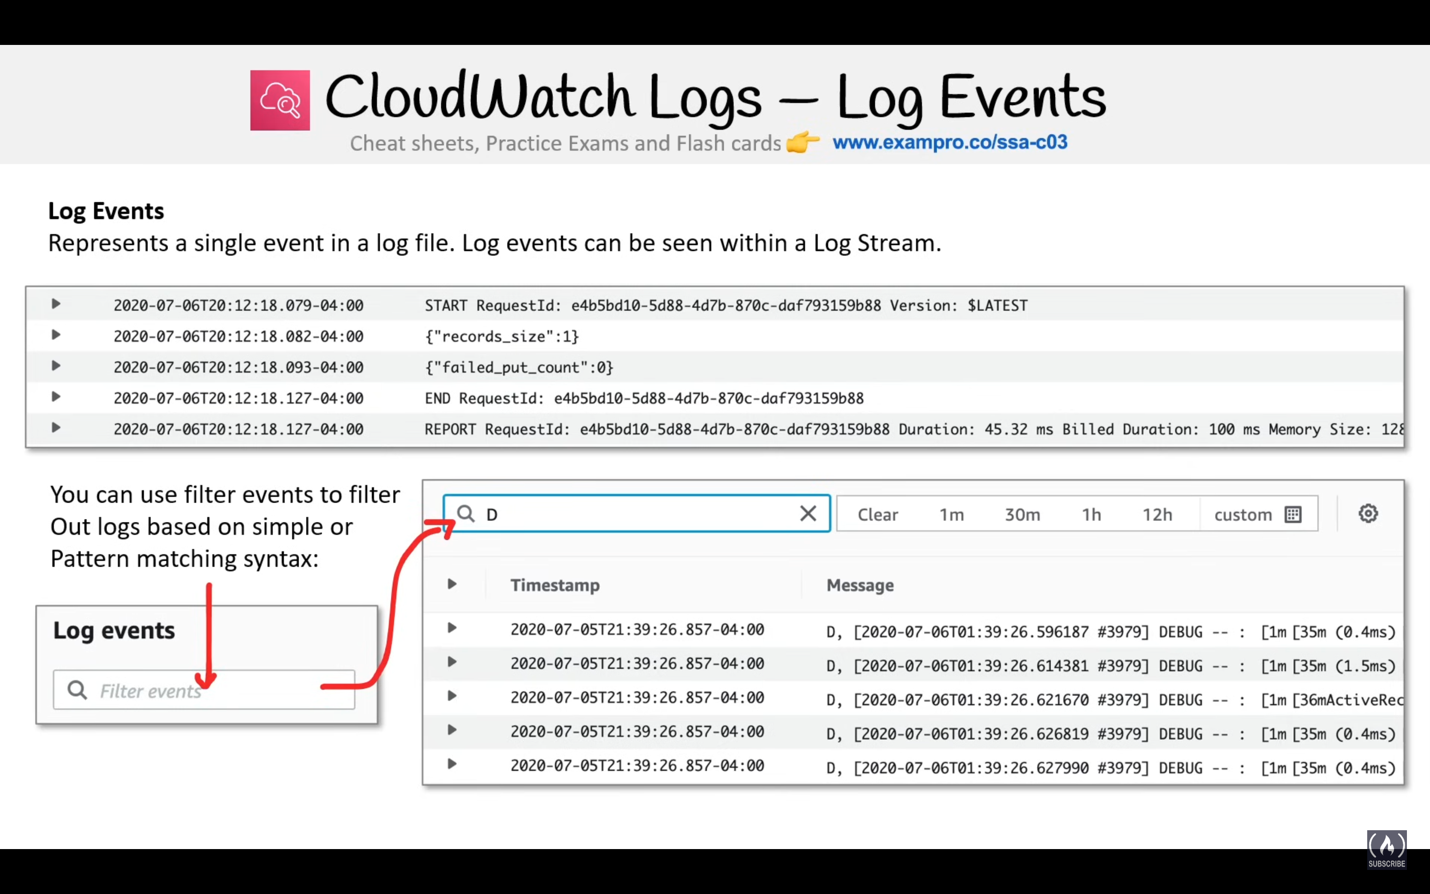 CloudWatch Logs – Log Events
Cheat sheets, Practice Exams and Flash cards 👉 www.exampro.co/ssa-c03
Log Events
Represents a single event in a log file. Log events can be seen within a Log Stream.
2020-07-06T20:12:18.079-04:00 START RequestId: e4b5bd10-5d88-4d7b-870c-daf793159b88 Version: $LATEST
2020-07-06T20:12:18.082-04:00 {"records_size":1}
2020-07-06T20:12:18.093-04:00 {"failed_put_count":0}
2020-07-06T20:12:18.127-04:00 END RequestId: e4b5bd10-5d88-4d7b-870c-daf793159b88
2020-07-06T20:12:18.127-04:00 REPORT RequestId: e4b5bd10-5d88-4d7b-870c-daf793159b88 Duration: 45.32 ms Billed Duration: 100 ms Memory Size: 128
You can use filter events to filter
Out logs based on simple or
Pattern matching syntax:
Log events
Filter events
D
Clear 1m 30m 1h 12h custom
Timestamp Message
2020-07-05T21:39:26.857-04:00 D, [2020-07-06T01:39:26.596187 #3979] DEBUG -- : [1m [35m (0.4ms)
2020-07-05T21:39:26.857-04:00 D, [2020-07-06T01:39:26.614381 #3979] DEBUG -- : [1m [35m (1.5ms)
2020-07-05T21:39:26.857-04:00 D, [2020-07-06T01:39:26.621670 #3979] DEBUG -- : [1m [36mActiveRec
2020-07-05T21:39:26.857-04:00 D, [2020-07-06T01:39:26.626819 #3979] DEBUG -- : [1m [35m (0.4ms)
2020-07-05T21:39:26.857-04:00 D, [2020-07-06T01:39:26.627990 #3979] DEBUG -- : [1m [35m (0.4ms)
SUBSCRIBE